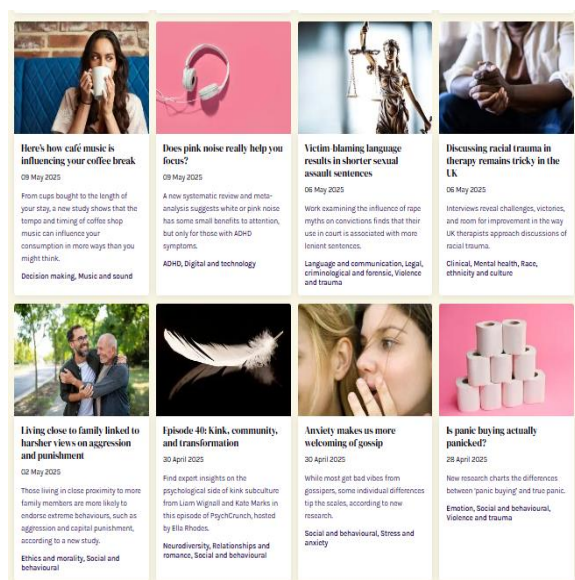 Here's how café music is
influencing your coffee break
09 May 2025
From cups bought to the length of
your stay, a new study shows that the
tempo and timing of coffee shop
music can influence your
consumption in more ways than you
might think.
Decision making, Music and sound
Does pink noise really help you
focus?
09 May 2025
A new systematic review and meta-
analysis suggests white or pink noise
has some small benefits to attention,
but only for those with ADHD
symptoms.
ADHD, Digital and technology
Victim-blaming language
results in shorter sexual
assault sentences
06 May 2025
Work examining the influence of rape
myths on convictions finds that their
use in court is associated with more
lenient sentences.
Language and communication, Legal,
criminological and forensic, Violence
and trauma
Discussing racial trauma in
therapy remains tricky in the
UK
06 May 2025
Interviews reveal challenges, victories,
and room for improvement in the way
UK therapists approach discussions of
racial trauma.
Clinical, Mental health, Race,
ethnicity and culture
Living close to family linked to
harsher views on aggression
and punishment
02 May 2025
Those living in close proximity to more
family members are more likely to
endorse extreme behaviours, such as
aggression and capital punishment,
according to a new study.
Ethics and morality, Social and
behavioural
Episode 40: Kink, community,
and transformation
30 April 2025
Find expert insights on the
psychological side of kink subculture
from Liam Wignall and Kate Marks in
this episode of PsychCrunch, hosted
by Ella Rhodes.
Neurodiversity, Relationships and
romance, Social and behavioural
Anxiety makes us more
welcoming of gossip
30 April 2025
While most get bad vibes from
gossipers, some individual differences
tip the scales, according to new
research.
Social and behavioural, Stress and
anxiety
Is panic buying actually
panicked?
28 April 2025
New research charts the differences
between 'panic buying' and true panic.
Emotion, Social and behavioural,
Violence and trauma